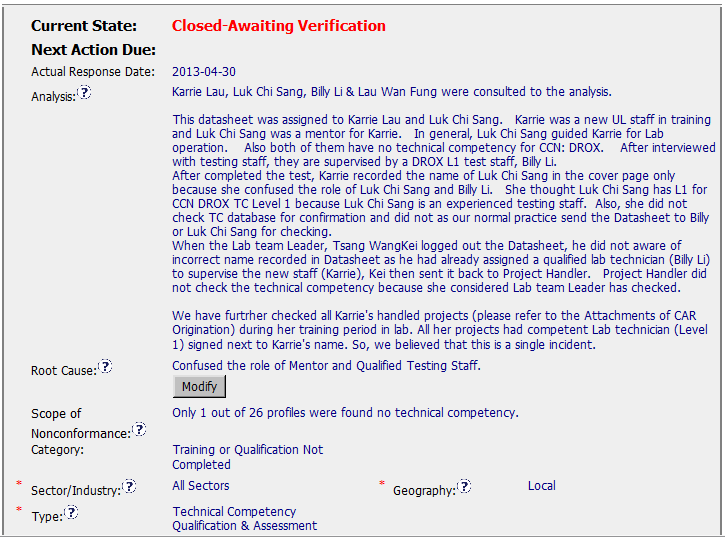 Current State: Closed-Awaiting Verification
Next Action Due:
Actual Response Date: 2013-04-30
Analysis: ? Karrie Lau, Luk Chi Sang, Billy Li & Lau Wan Fung were consulted to the analysis.
This datasheet was assigned to Karrie Lau and Luk Chi Sang. Karrie was a new UL staff in training
and Luk Chi Sang was a mentor for Karrie. In general, Luk Chi Sang guided Karrie for Lab
operation. Also both of them have no technical competency for CCN: DROX. After interviewed
with testing staff, they are supervised by a DROX L1 test staff, Billy Li.
After completed the test, Karrie recorded the name of Luk Chi Sang in the cover page only
because she confused the role of Luk Chi Sang and Billy Li. She thought Luk Chi Sang has L1 for
CCN DROX TC Level 1 because Luk Chi Sang is an experienced testing staff. Also, she did not
check TC database for confirmation and did not as our normal practice send the Datasheet to Billy
or Luk Chi Sang for checking.
When the Lab team Leader, Tsang WangKei logged out the Datasheet, he did not aware of
incorrect name recorded in Datasheet as he had already assigned a qualified lab technician (Billy Li)
to supervise the new staff (Karrie), Kei then sent it back to Project Handler. Project Handler did
not check the technical competency because she considered Lab team Leader has checked.
We have furtrher checked all Karrie's handled projects (please refer to the Attachments of CAR
Origination) during her training period in lab. All her projects had competent Lab technician (Level
1) signed next to Karrie's name. So, we believed that this is a single incident.
Root Cause: ? Confused the role of Mentor and Qualified Testing Staff.
Modify
Scope of Only 1 out of 26 profiles were found no technical competency.
Nonconformance: ?
Category: Training or Qualification Not
Completed
* Sector/Industry: ? All Sectors * Geography: ? Local
* Type: ? Technical Competency
Qualification & Assessment